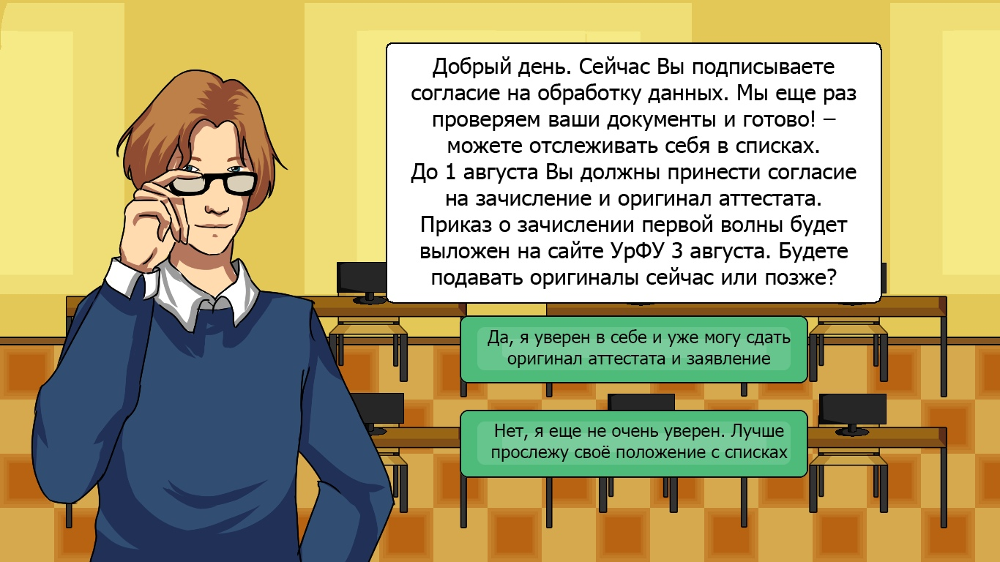 Добрый день. Сейчас Вы подписываете
согласие на обработку данных. Мы еще раз
проверяем ваши документы и готово! –
можете отслеживать себя в списках.
До 1 августа Вы должны принести согласие
на зачисление и оригинал аттестата.
Приказ о зачислении первой волны будет
выложен на сайте УрФУ 3 августа. Будете
подавать оригиналы сейчас или позже?
Да, я уверен в себе и уже могу сдать
оригинал аттестата и заявление
Нет, я еще не очень уверен. Лучше
прослежу своё положение с списках